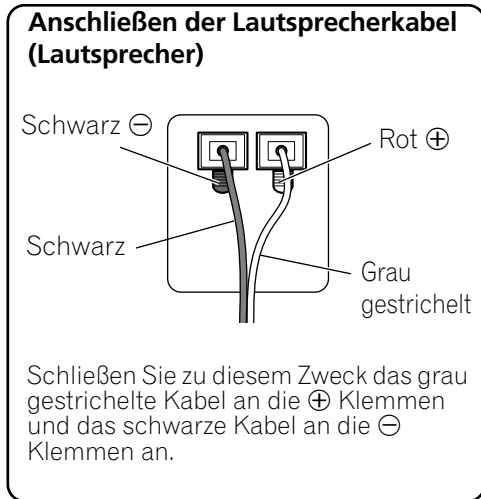 Anschließen der Lautsprecherkabel
(Lautsprecher)
Schwarz ⊖
Rot ⊕
Schwarz
Grau
gestrichelt
Schließen Sie zu diesem Zweck das grau
gestrichelte Kabel an die ⊕ Klemmen
und das schwarze Kabel an die ⊖
Klemmen an.